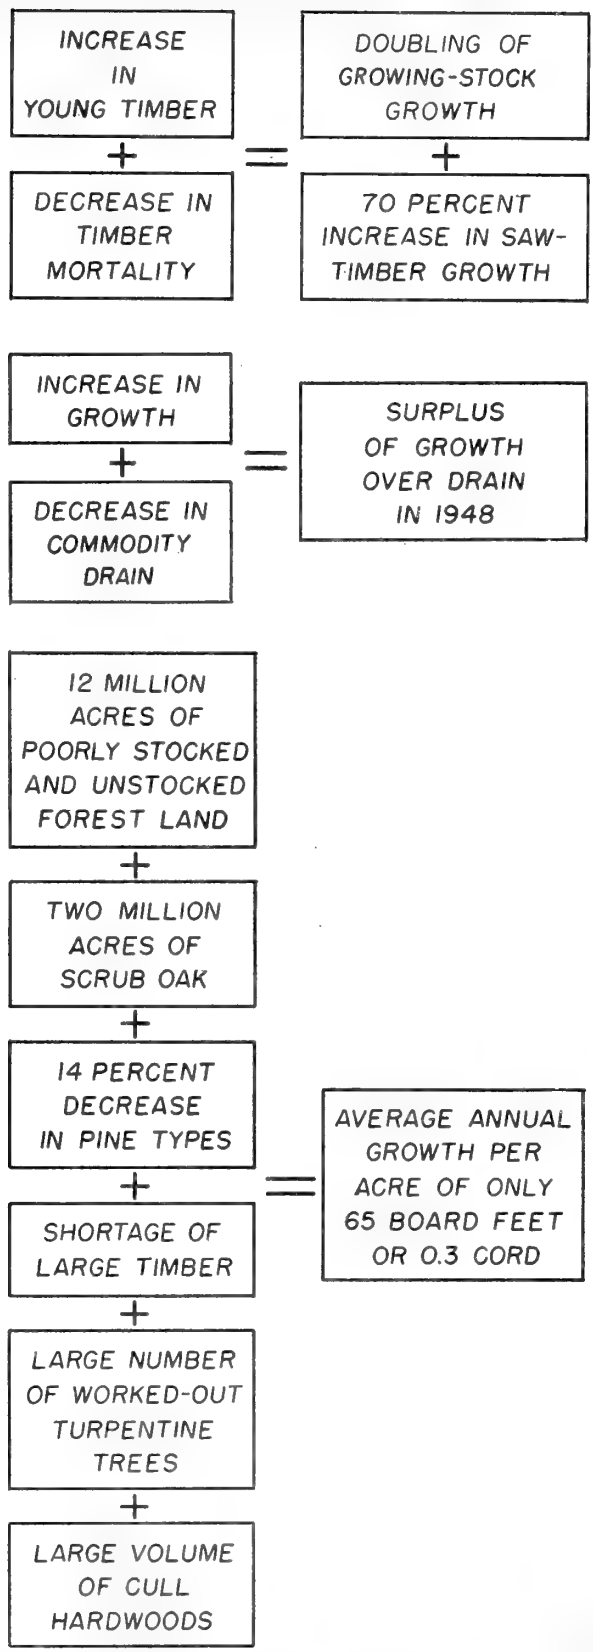 INCREASE
IN
YOUNG TIMBER
+
DECREASE IN
TIMBER
MORTALITY
=
DOUBLING OF
GROWING-STOCK
GROWTH
+
70 PERCENT
INCREASE IN SAW-
TIMBER GROWTH
INCREASE IN
GROWTH
+
DECREASE IN
COMMODITY
DRAIN
=
SURPLUS
OF GROWTH
OVER DRAIN
IN 1948
12 MILLION
ACRES OF
POORLY STOCKED
AND UNSTOCKED
FOREST LAND
+
TWO MILLION
ACRES OF
SCRUB OAK
+
14 PERCENT
DECREASE
IN PINE TYPES
+
SHORTAGE OF
LARGE TIMBER
+
LARGE NUMBER
OF WORKED-OUT
TURPENTINE
TREES
+
LARGE VOLUME
OF CULL
HARDWOODS
=
AVERAGE ANNUAL
GROWTH PER
ACRE OF ONLY
65 BOARD FEET
OR 0.3 CORD